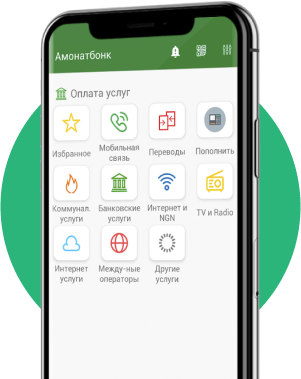 Амонатбонк
Оплата услуг
Избранное
Мобильная
связь
Переводы
Пополнить
Коммунал.
услуги
Банковские
услуги
Интернет и
NGN
TV и Radio
Интернет
услуги
Между-ные
операторы
Другие
услуги